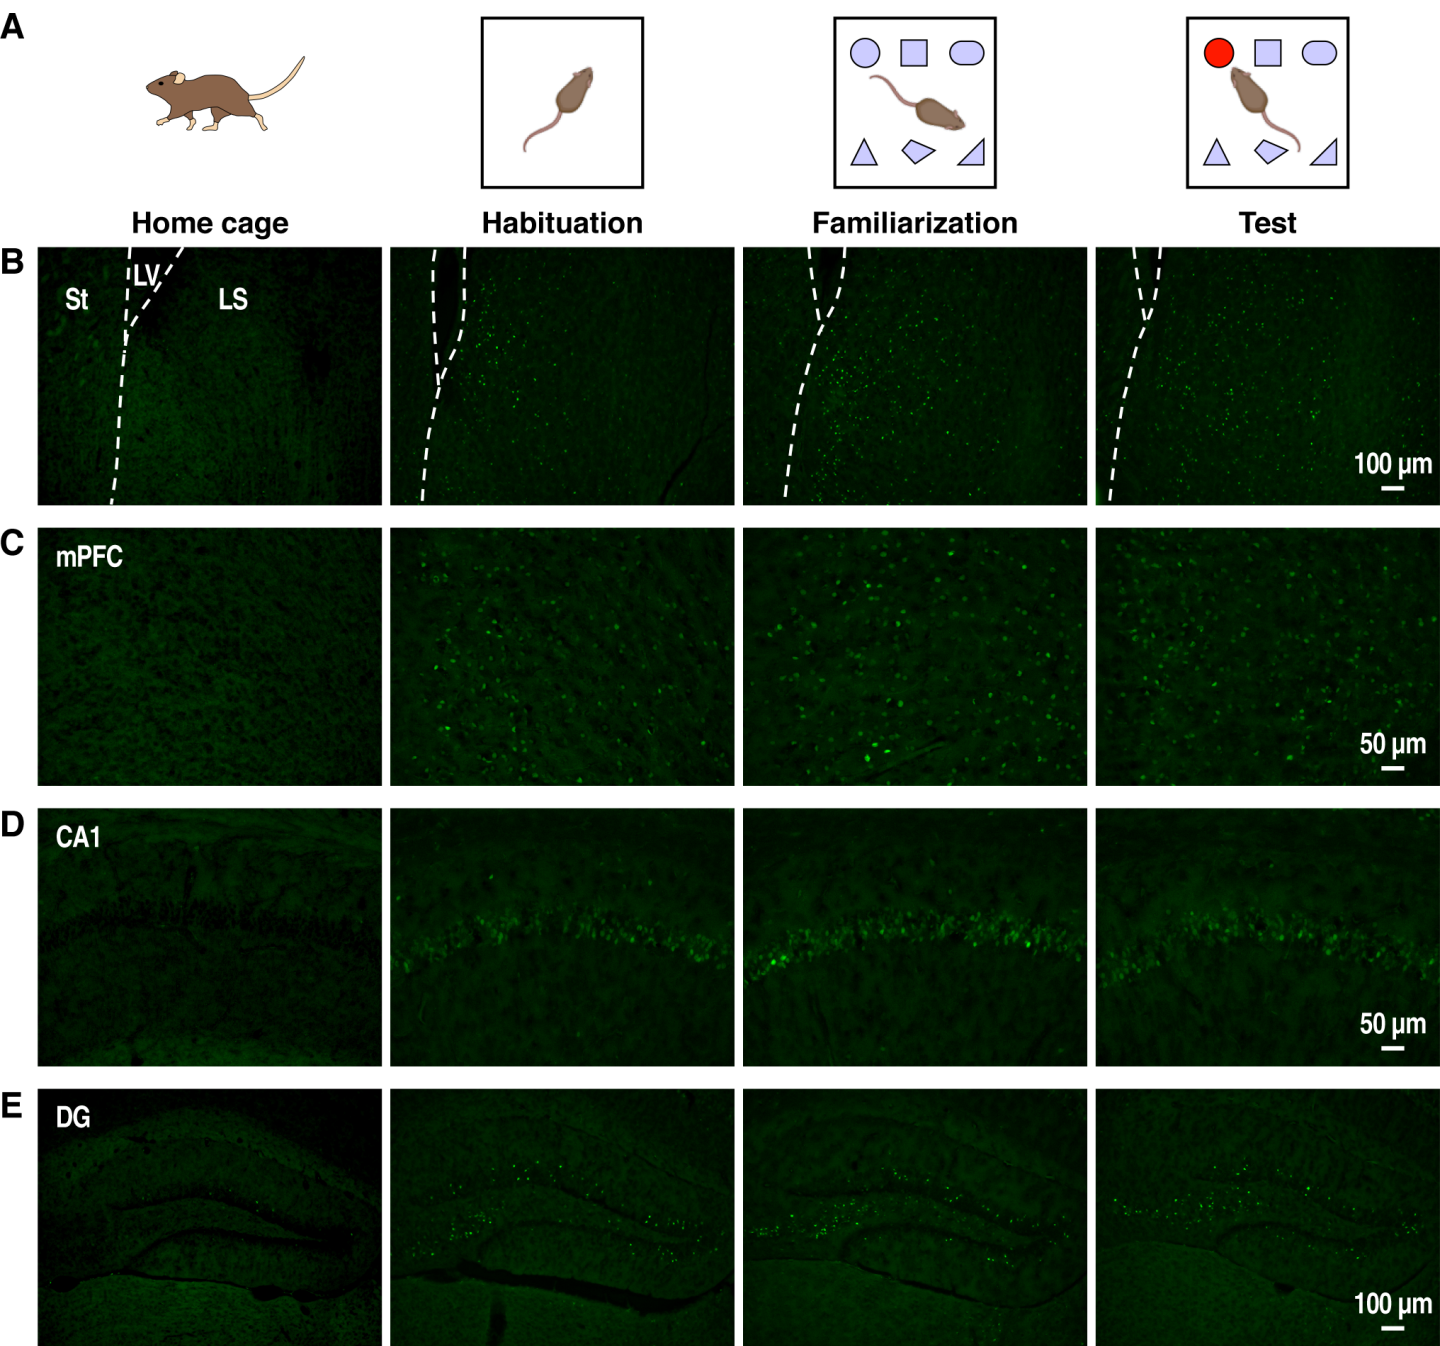 A
Home cage
Habituation
Familiarization
Test
B
St
LV
LS
100 µm
C
mPFC
50 µm
D
CA1
50 µm
E
DG
100 µm